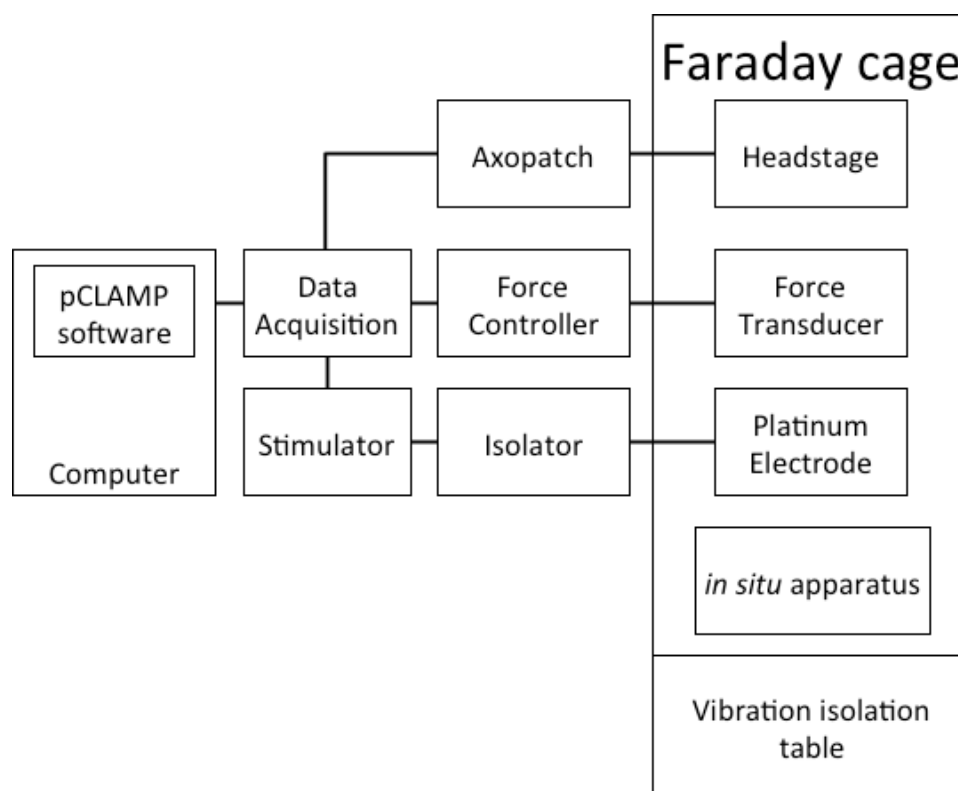 Faraday cage
Axopatch
Headstage
pCLAMP
software
Computer
Data
Acquisition
Force
Controller
Force
Transducer
Stimulator
Isolator
Platinum
Electrode
in situ apparatus
Vibration isolation
table